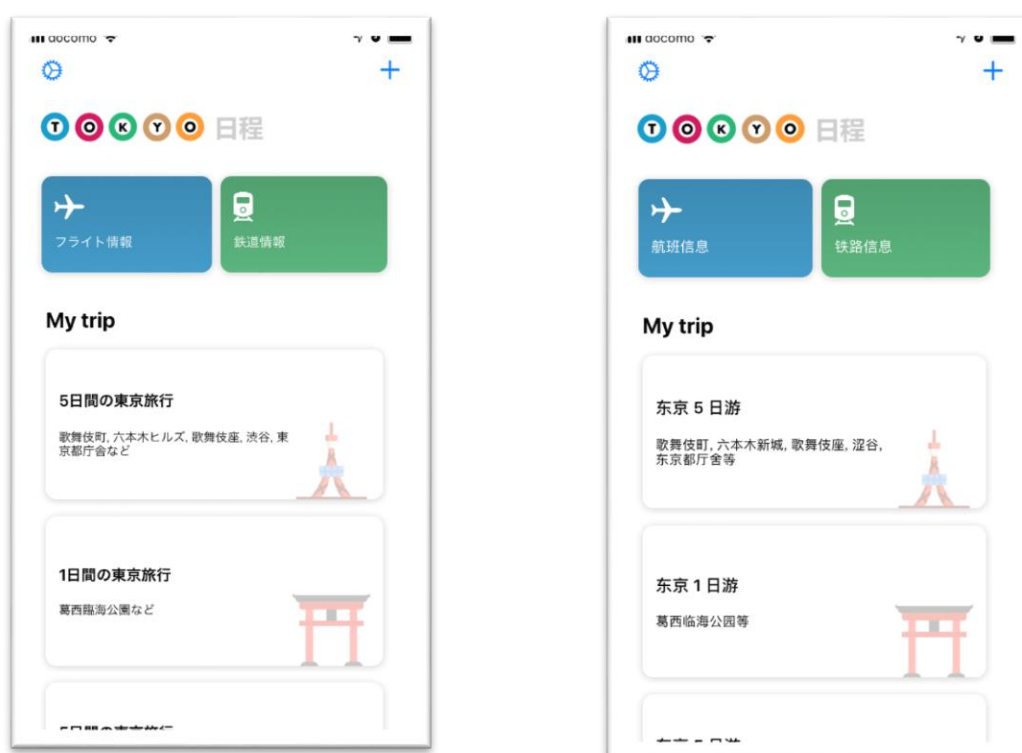 docomo
TOKYO 日程
フライト情報
鉄道情報
My trip
5日間の東京旅行
歌舞伎町, 六本木ヒルズ, 歌舞伎座, 渋谷, 東
京都庁舎など
1日間の東京旅行
葛西臨海公園など
docomo
TOKYO 日程
航班信息
铁路信息
My trip
东京 5 日游
歌舞伎町, 六本木新城, 歌舞伎座, 涩谷,
东京都厅舍等
东京 1 日游
葛西临海公园等